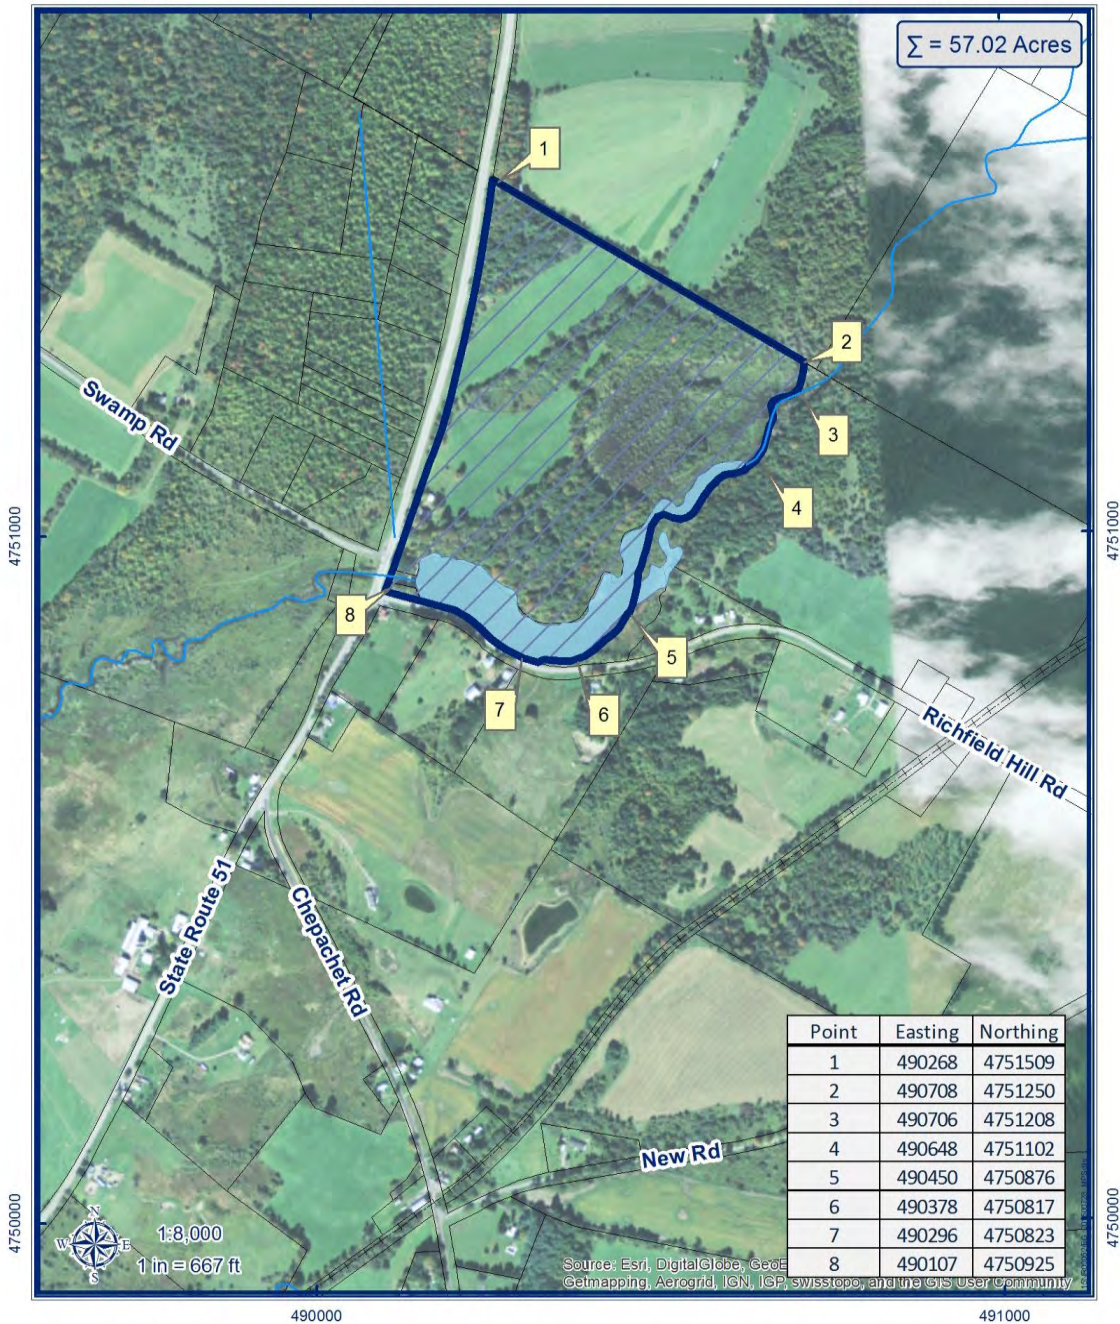 ∑ = 57.02 Acres
1
2
3
4
Swamp Rd
4751000
4751000
8
5
7
6
Richfield Hill Rd
State Route 51
Chepachet Rd
New Rd
Point Easting Northing
1 490268 4751509
2 490708 4751250
3 490706 4751208
4 490648 4751102
5 490450 4750876
6 490378 4750817
7 490296 4750823
8 490107 4750925
4750000
4750000
N
W E
S
1:8,000
1 in = 667 ft
Source: Esri, DigitalGlobe, GeoE
Getmapping, Aerogrid, IGN, IGP, swisstopo, and the GIS User Community
490000
491000